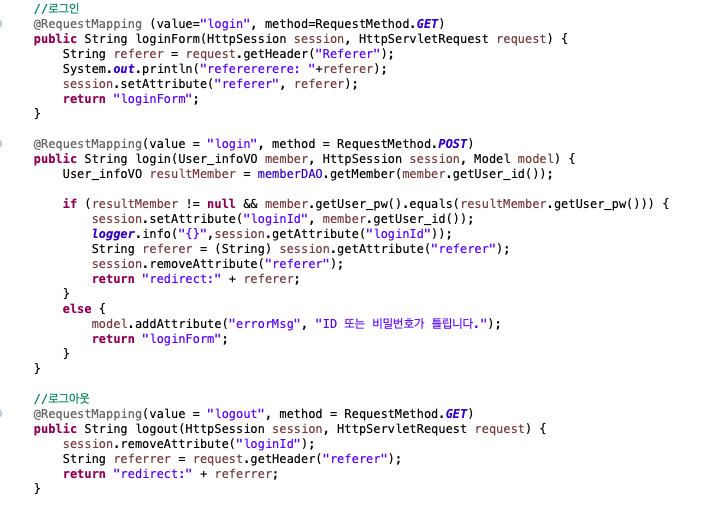 //로그인
@RequestMapping (value="login", method=RequestMethod.GET)
public String loginForm(HttpSession session, HttpServletRequest request) {
String referer = request.getHeader("Referer");
System.out.println("referererere: "+referer);
session.setAttribute("referer", referer);
return "loginForm";
}
@RequestMapping(value = "login", method = RequestMethod.POST)
public String login(User_infoVO member, HttpSession session, Model model) {
User_infoVO resultMember = memberDAO.getMember(member.getUser_id());
if (resultMember != null && member.getUser_pw().equals(resultMember.getUser_pw())) {
session.setAttribute("loginId", member.getUser_id());
logger.info("{}",session.getAttribute("loginId"));
String referer = (String) session.getAttribute("referer");
session.removeAttribute("referer");
return "redirect:" + referer;
}
else {
model.addAttribute("errorMsg", "ID 또는 비밀번호가 틀립니다.");
return "loginForm";
}
}
//로그아웃
@RequestMapping(value = "logout", method = RequestMethod.GET)
public String logout(HttpSession session, HttpServletRequest request) {
session.removeAttribute("loginId");
String referrer = request.getHeader("referer");
return "redirect:" + referrer;
}